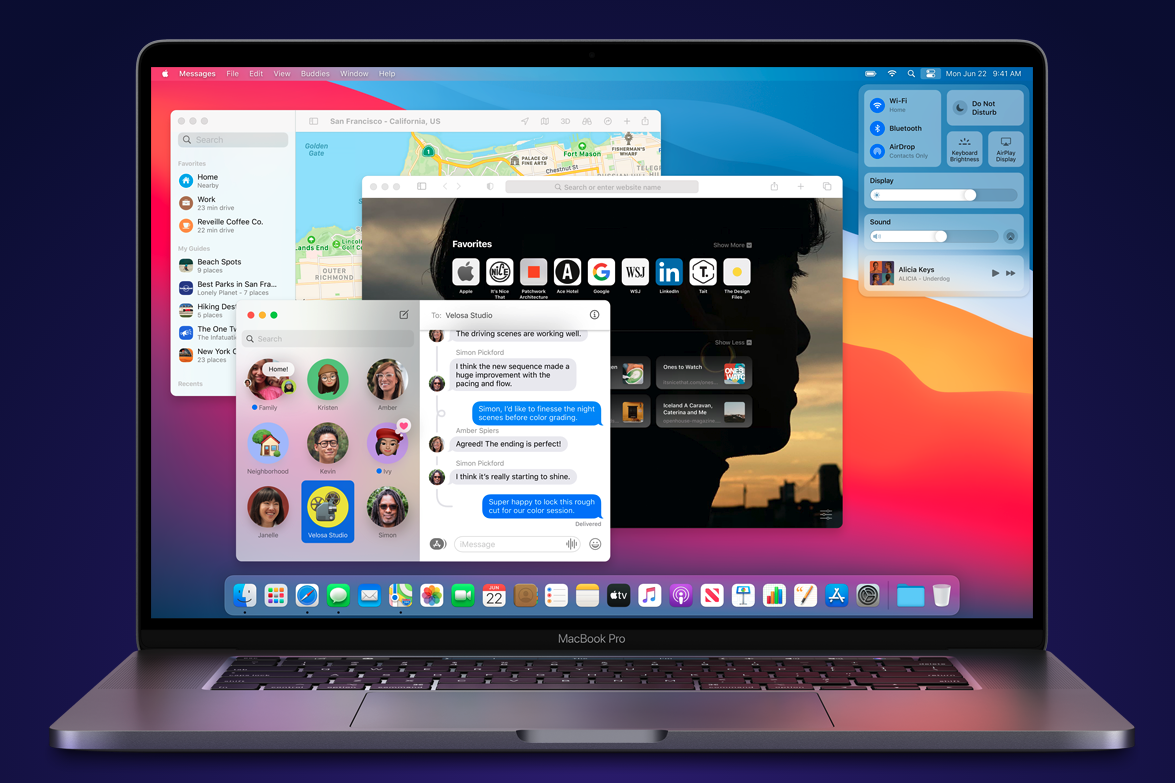 Messages File Edit View Buddies Window Help
Mon Jun 22 9:41 AM
Search
Favorites
Home
Nearby
Work
23 min drive
Reveille Coffee Co.
22 min drive
My Guides
Beach Spots
9 places
Best Parks in San Fra...
Lonely Planet - 7 places
Hiking Des
5 places
The One Tw
The Infatuati
New York C
23 places
Recents
San Francisco - California, US
3D
Golden
Gate
1
PALACE OF
FINE ARTS
Fort Mason
FISHERMAN'S
WHARF
Chestnut St
Lands End
Lincol
Golf C
OUTER
RICHMOND
Search or enter website name
Favorites
Show More
Apple
It's Nice
That
Patchwork
Architecture
Ace Hotel
Google
WSJ
WSJ
LinkedIn
Tait
The Design
Files
Show Less
Ones to Watch
ONES
WATC
Iceland A Caravan,
Caterina and Me
Search
Home!
Family
Kristen
Amber
Neighborhood
Kevin
Ivy
Janelle
Velosa Studio
Simon
To: Velosa Studio
The driving scenes are working well.
Simon Pickford
I think the new sequence made a
huge improvement with the
pacing and flow.
Simon, I'd like to finesse the night
scenes before color grading.
Amber Spiers
Agreed! The ending is perfect!
Simon Pickford
I think it's really starting to shine.
Super happy to lock this rough
cut for our color session.
Delivered
iMessage
Wi-Fi
Home
Bluetooth
AirDrop
Contacts Only
Do Not
Disturb
Keyboard
Brightness
AirPlay
Display
Display
Sound
Alicia Keys
ALICIA - Underdog
JUN
22
tv
MacBook Pro